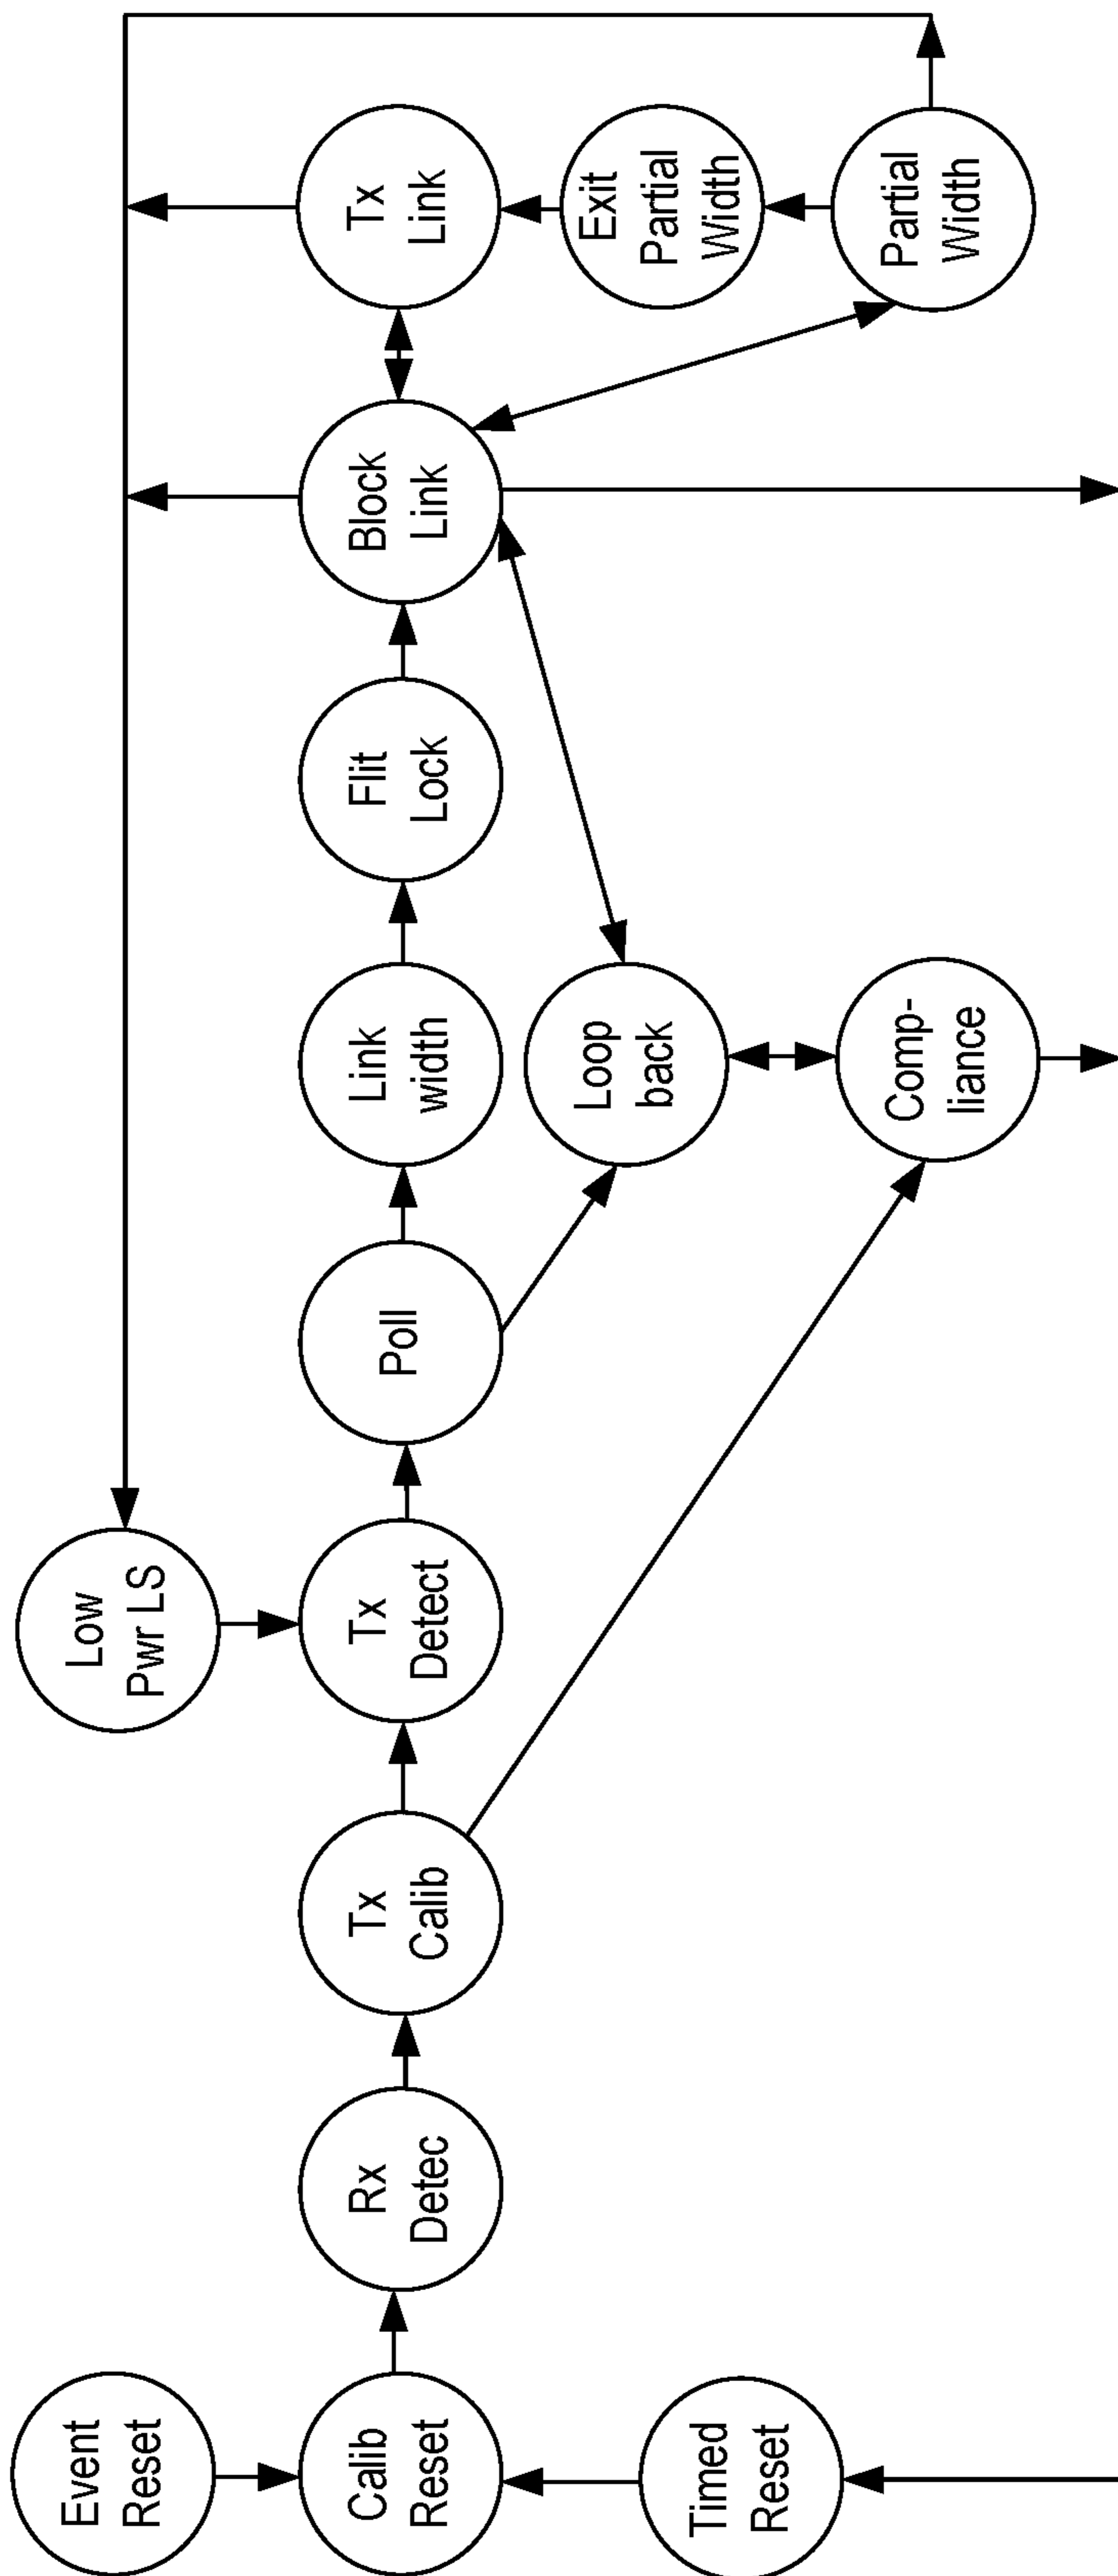 Event
Reset
Calib
Reset
Timed
Reset
Rx
Detec
Tx
Calib
Low
Pwr LS
Tx
Detect
Poll
Link
width
Loop
back
Comp-
liance
Flit
Lock
Block
Link
Tx
Link
Exit
Partial
Width
Partial
Width